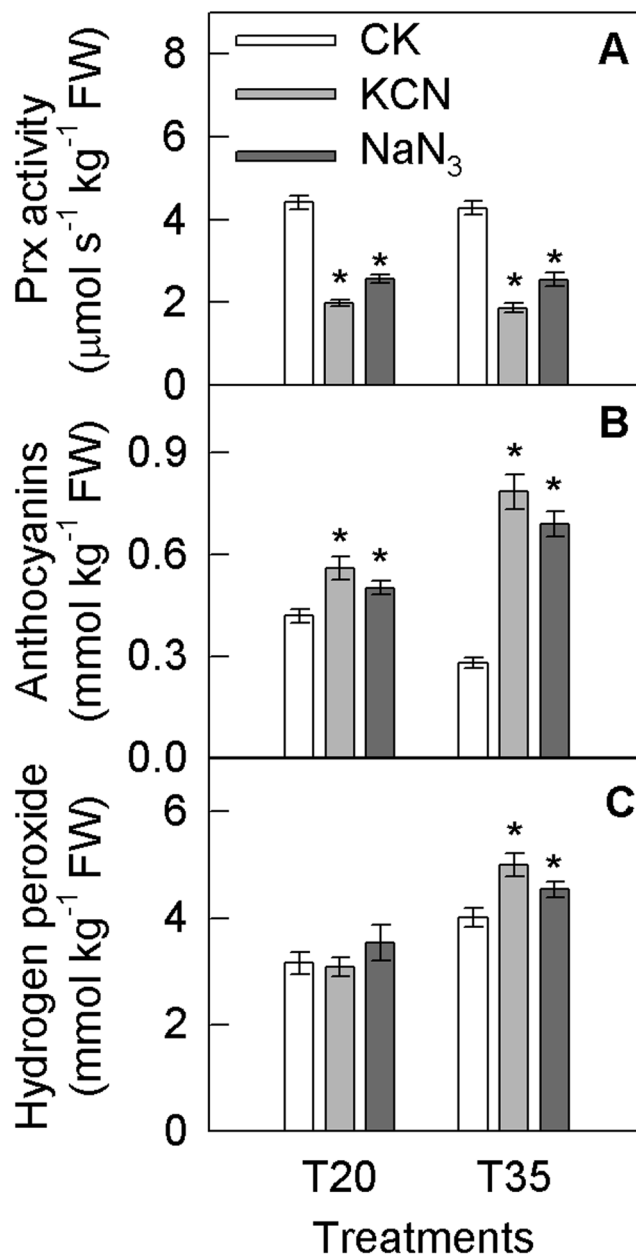 Prx activity
(μmol s⁻¹ kg⁻¹ FW)
8
6
4
2
0
CK
KCN
NaN₃
A
* *
* *
Anthocyanins
(mmol kg⁻¹ FW)
0.9
0.6
0.3
0.0
B
* *
* *
Hydrogen peroxide
(mmol kg⁻¹ FW)
6
4
2
0
C
* *
T20 T35
Treatments